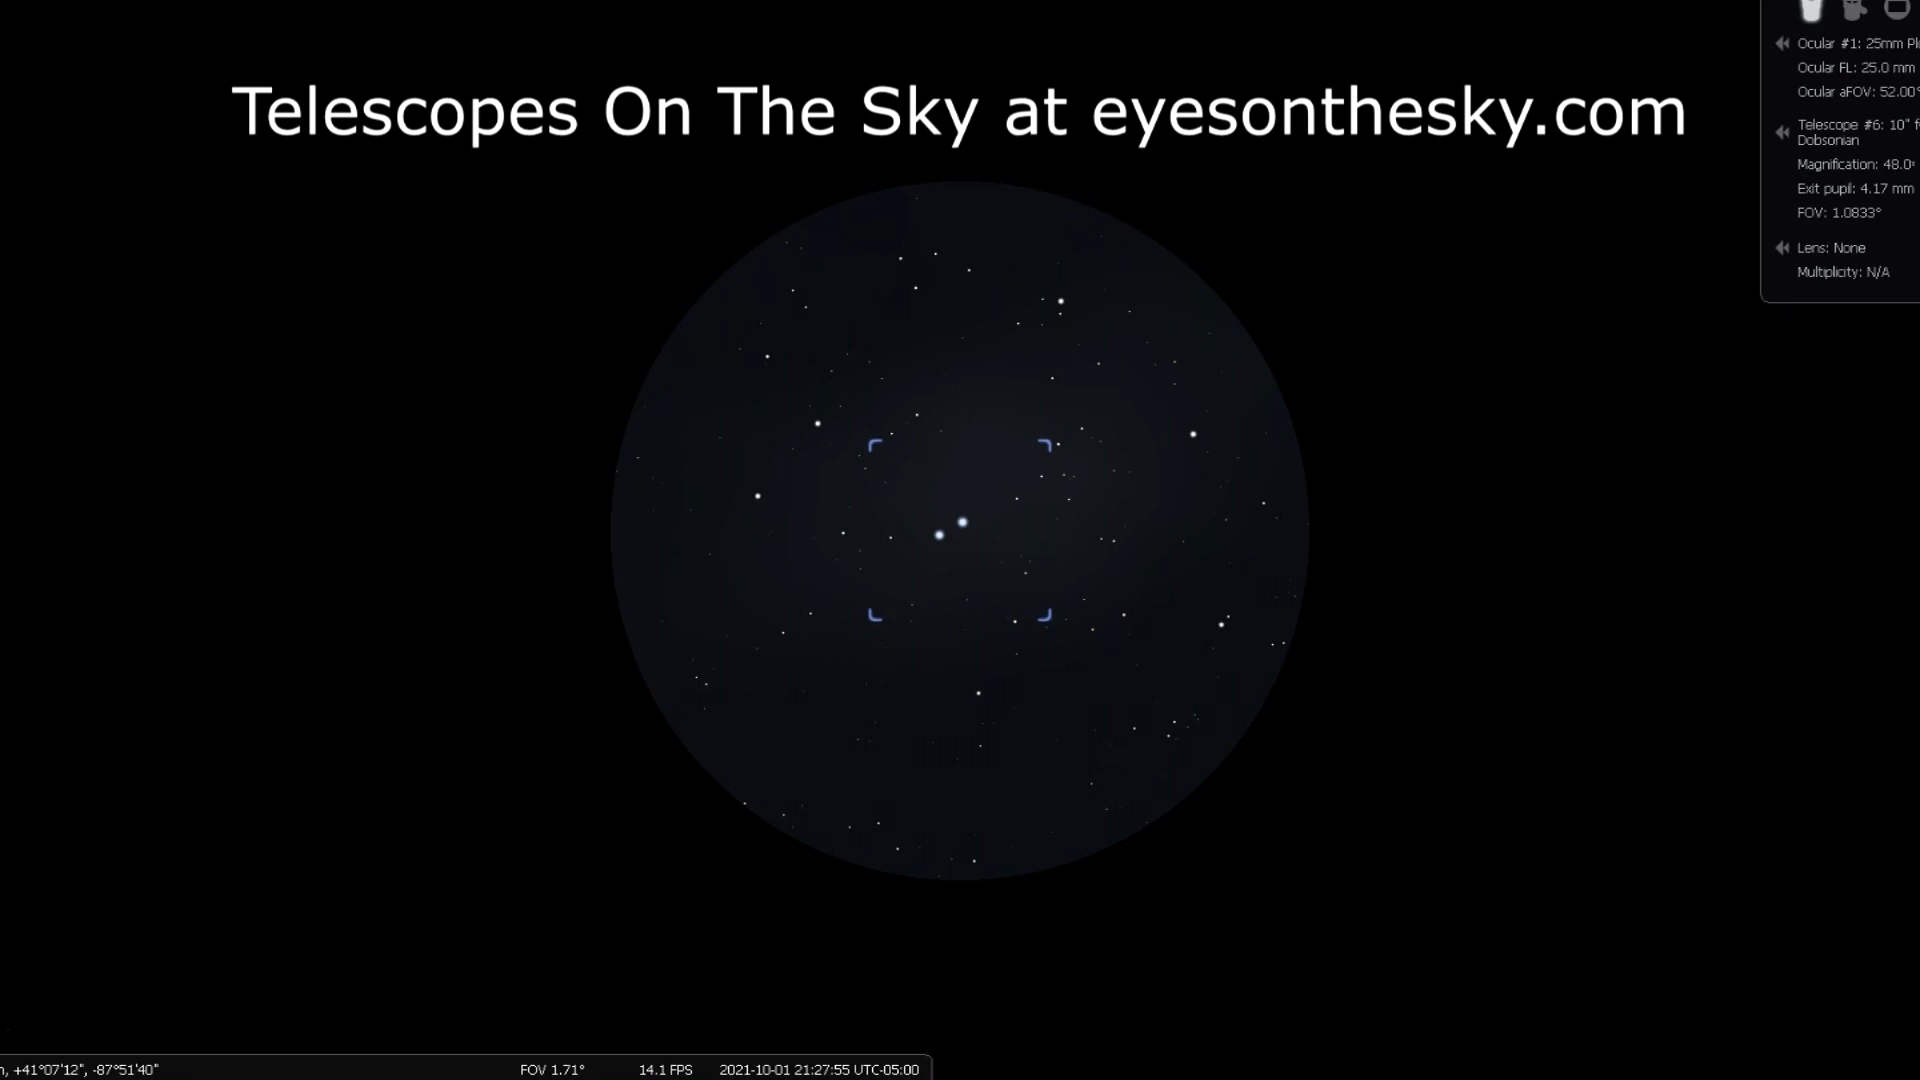 Telescopes On The Sky at eyesonthesky.com
Ocular #1: 25mm
Ocular FL: 25.0 mm
Ocular aFOV: 52.00°
Telescope #6: 10"
Dobsonian
Magnification: 48.0
Exit pupil: 4.17 mm
FOV: 1.0833°
Lens: None
Multiplicity: N/A
+41°07'12", -87°51'40"
FOV 1.71°
14.1 FPS
2021-10-01 21:27:55 UTC-05:00